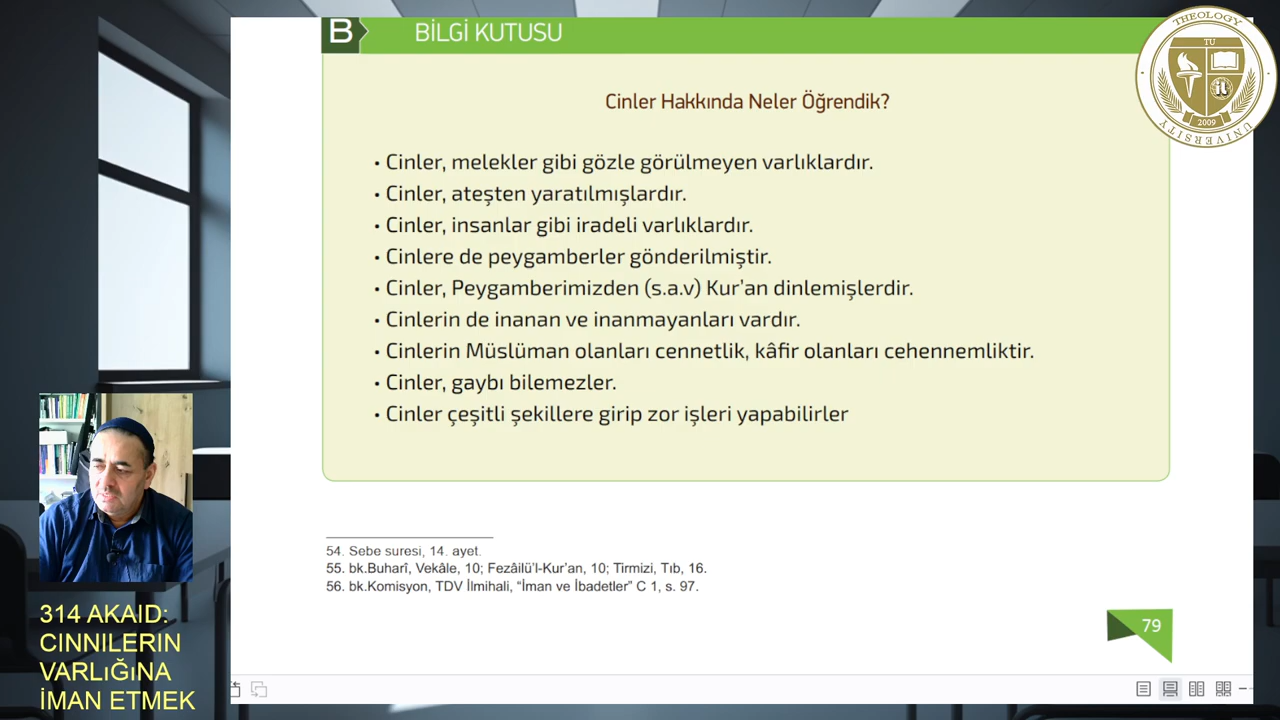 B BİLGİ KUTUSU
Cinler Hakkında Neler Öğrendik?
• Cinler, melekler gibi gözle görülmeyen varlıklardır.
• Cinler, ateşten yaratılmışlardır.
• Cinler, insanlar gibi iradeli varlıklardır.
• Cinlere de peygamberler gönderilmiştir.
• Cinler, Peygamberimizden (s.a.v) Kur'an dinlemişlerdir.
• Cinlerin de inanan ve inanmayanları vardır.
• Cinlerin Müslüman olanları cennetlik, kâfir olanları cehennemliktir.
• Cinler, gaybı bilemezler.
• Cinler çeşitli şekillere girip zor işleri yapabilirler
54. Sebe suresi, 14. ayet.
55. bk.Buharî, Vekâle, 10; Fezâilü'l-Kur'an, 10; Tirmizi, Tıb, 16.
56. bk.Komisyon, TDV İlmihali, "İman ve İbadetler" C 1, s. 97.
79
THEOLOGY
TU
2009
UNIVERSITY
314 AKAID:
CINNILERIN
VARLıĞıNA
İMAN ETMEK